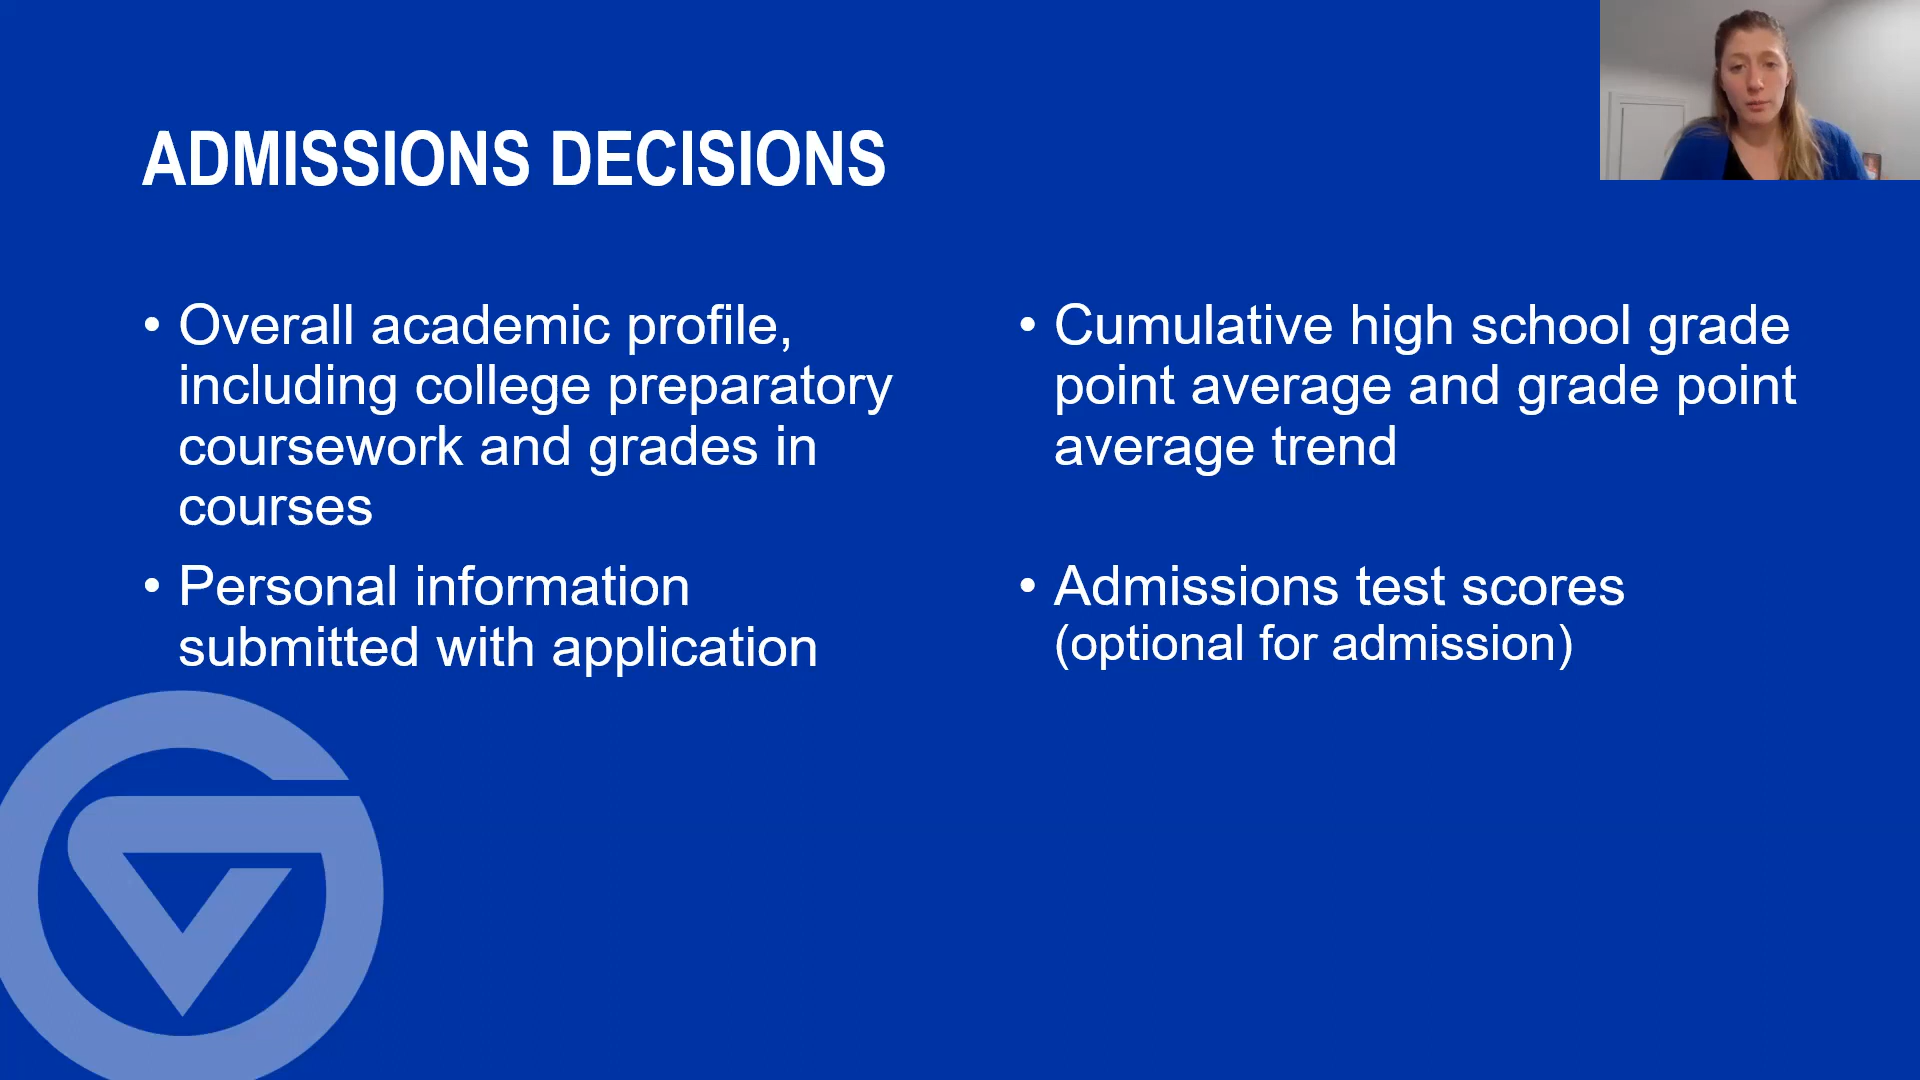 ADMISSIONS DECISIONS
• Overall academic profile,
including college preparatory
coursework and grades in
courses
• Personal information
submitted with application
• Cumulative high school grade
point average and grade point
average trend
• Admissions test scores
(optional for admission)